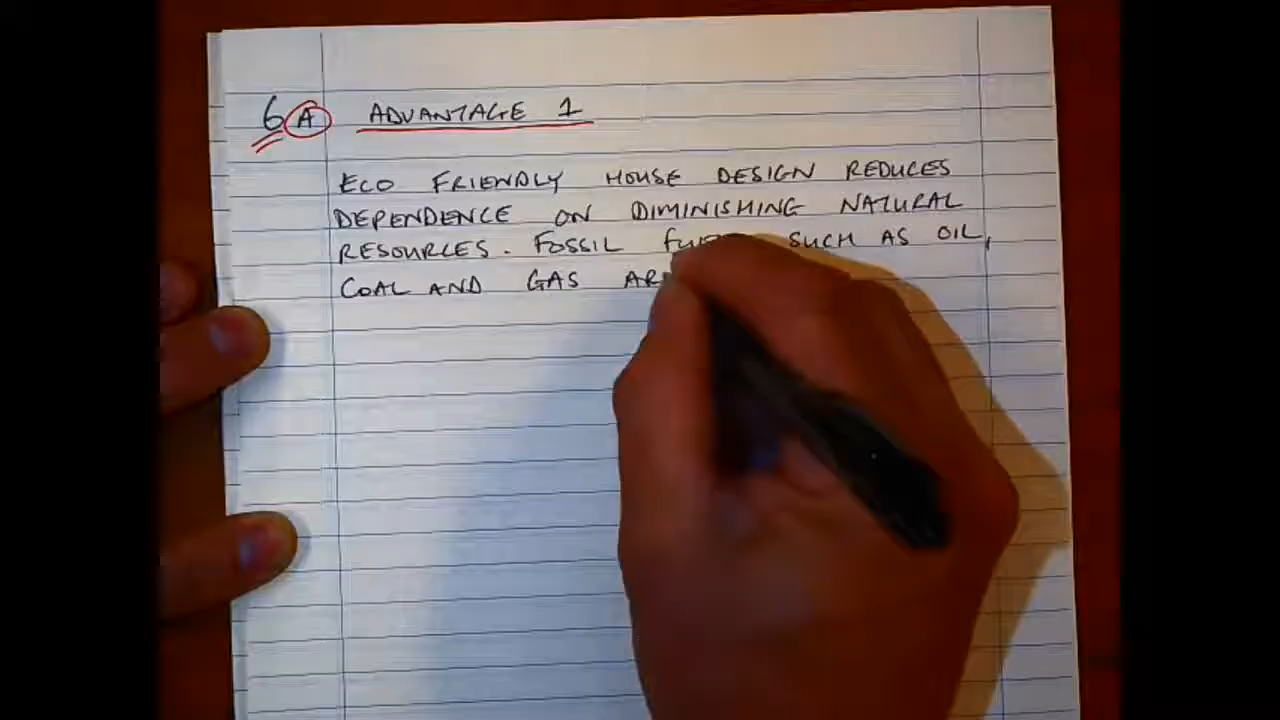 6 A ADVANTAGE 1
ECO FRIENDLY HOUSE DESIGN REDUCES
DEPENDENCE ON DIMINISHING NATURAL
RESOURCES. FOSSIL SUCH AS OIL,
COAL AND GAS